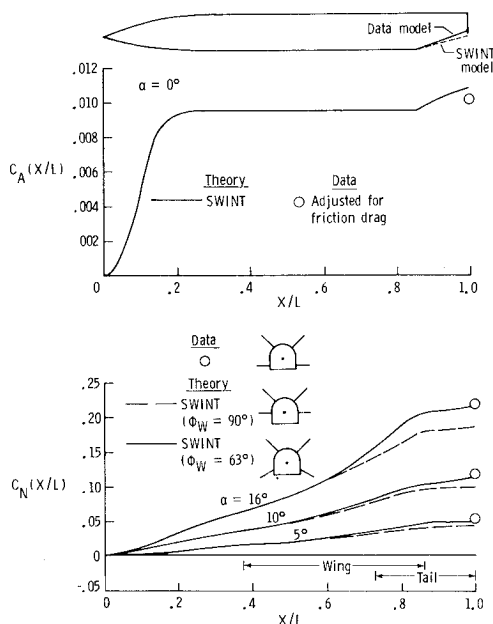 Data model
SWINT
model
.012
α = 0°
.010
.008
C_A(X/L)
.006
Theory
Data
SWINT
Adjusted for
friction drag
.004
002
0
0
.2
.4
.6
.8
1.0
X/L
Data
.25
Theory
SWINT
(Φ_W = 90°)
.20
.15
SWINT
(Φ_W = 63°)
C_N(X/L)
.10
α = 16°
10°
.05
5°
0
Wing
Tail
-.05
0
.2
.4
.6
.8
1.0
X/L